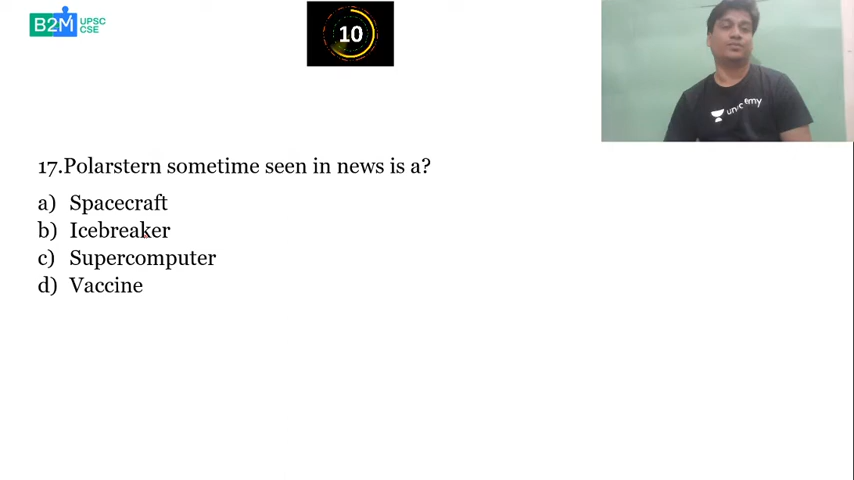 B2M UPSC
CSE
10
unacademy
17.Polarstern sometime seen in news is a?
a) Spacecraft
b) Icebreaker
c) Supercomputer
d) Vaccine